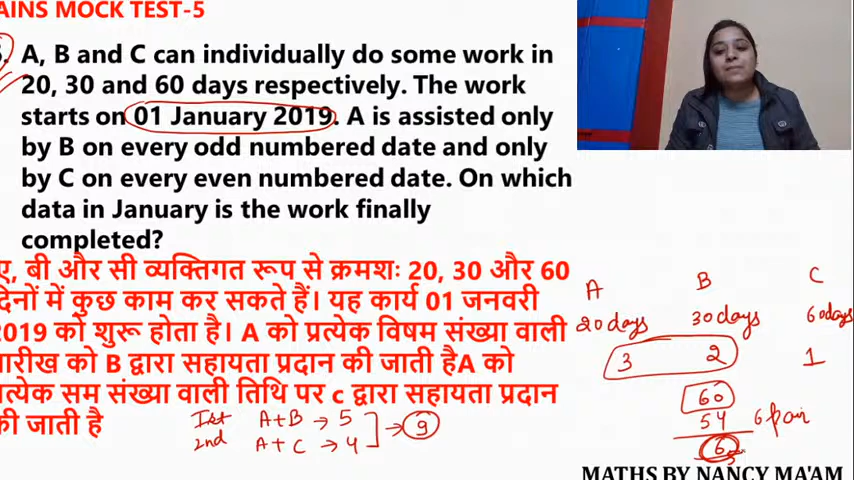 AINS MOCK TEST-5
A, B and C can individually do some work in
20, 30 and 60 days respectively. The work
starts on 01 January 2019. A is assisted only
by B on every odd numbered date and only
by C on every even numbered date. On which
data in January is the work finally
completed?
ए, बी और सी व्यक्तिगत रूप से क्रमशः 20, 30 और 60
दिनों में कुछ काम कर सकते हैं। यह कार्य 01 जनवरी
2019 को शुरू होता है। A को प्रत्येक विषम संख्या वाली
तारीख को B द्वारा सहायता प्रदान की जाती हैA को
प्रत्येक सम संख्या वाली तिथि पर c द्वारा सहायता प्रदान
की जाती है
A B C
20 days 30 days 60 days
3 2 1
60
54 6 pair
6
Ist A+B → 5
2nd A+C → 4 → 9
MATHS BY NANCY MA'AM